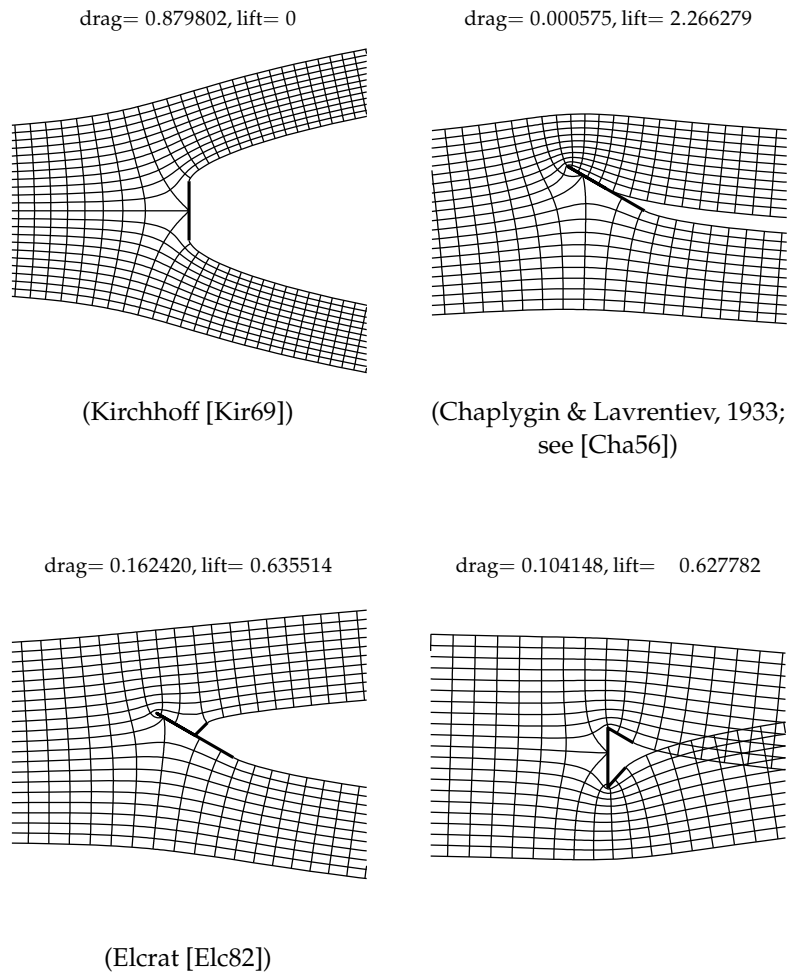 drag= 0.879802, lift= 0
drag= 0.000575, lift= 2.266279
(Kirchhoff [Kir69])
(Chaplygin & Lavrentiev, 1933;
see [Cha56])
drag= 0.162420, lift= 0.635514
drag= 0.104148, lift= 0.627782
(Elcrat [Elc82])